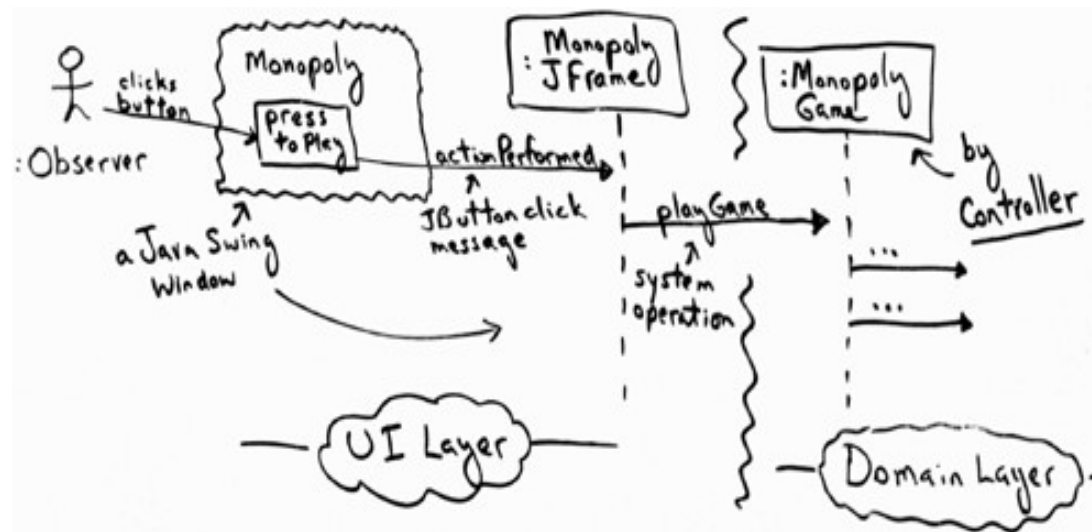 clicks
button
: Observer
Monopoly
press
to Play
Monopoly
: JFrame
:Monopoly
Game
actionPerformed
JButton click
message
a Java Swing
Window
playGame
system
operation
by
Controller
...
...
UI Layer
Domain Layer